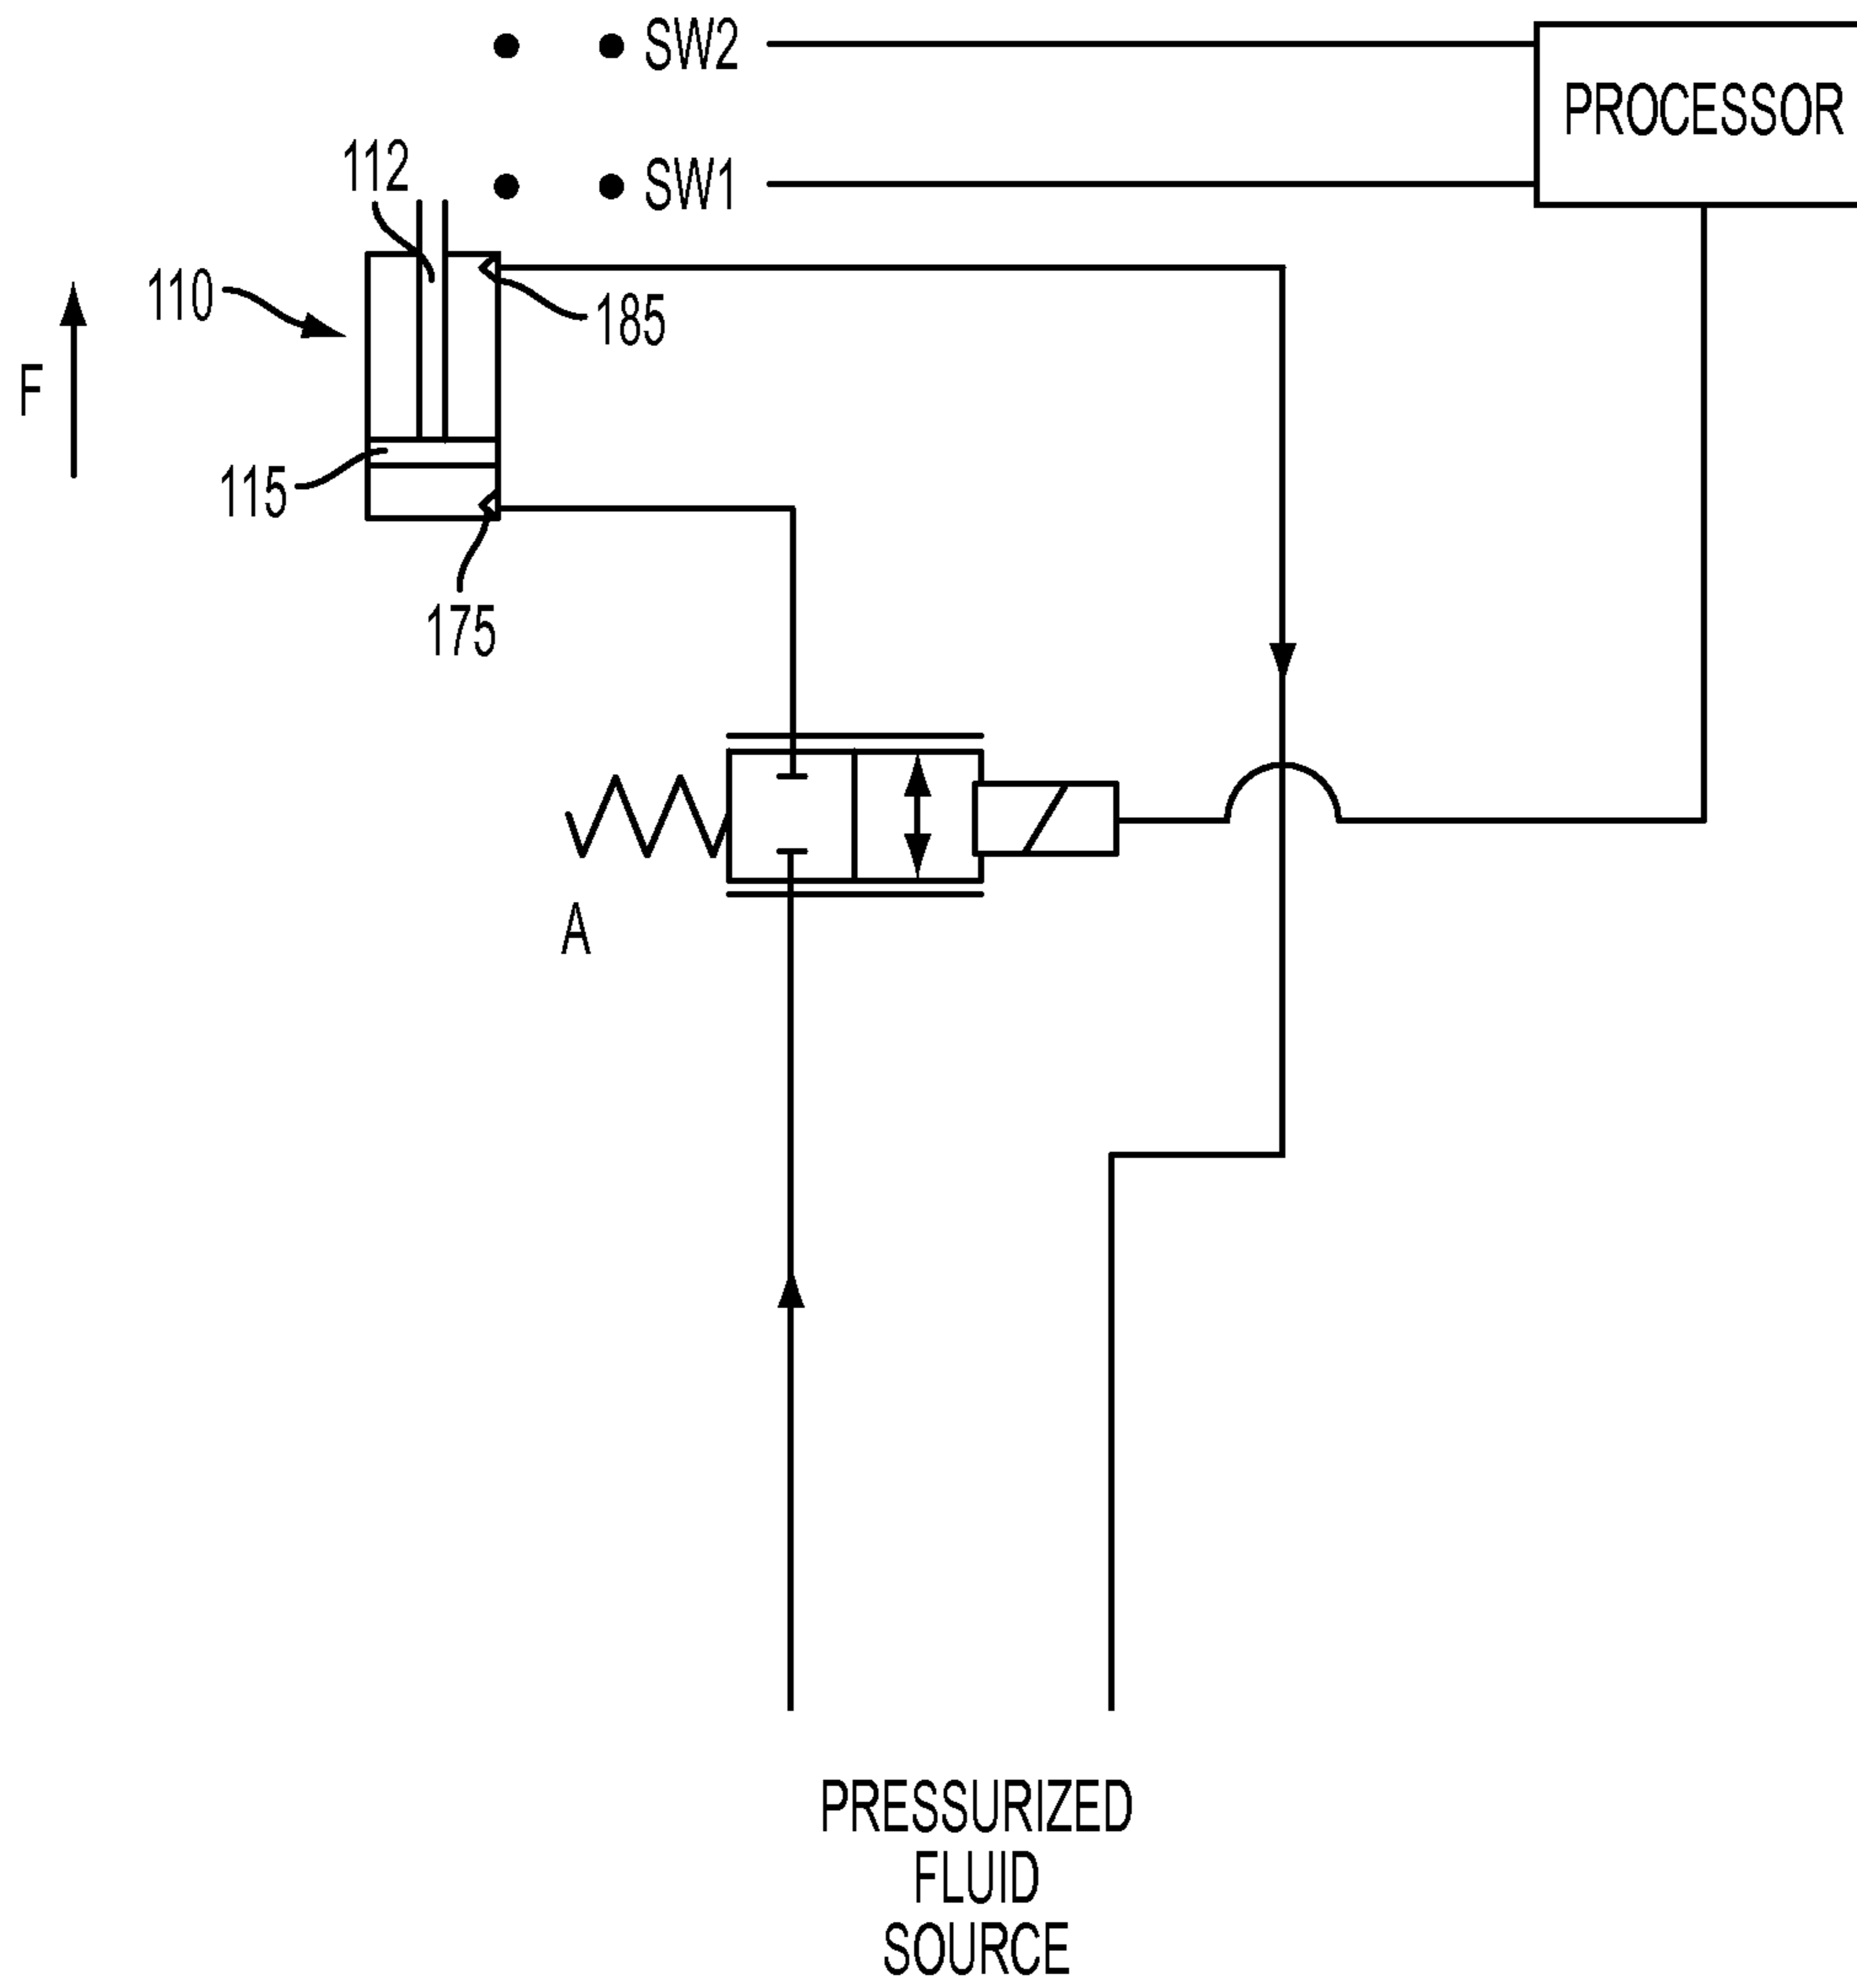 SW2
PROCESSOR
112
SW1
110
185
F
115
175
A
PRESSURIZED
FLUID
SOURCE